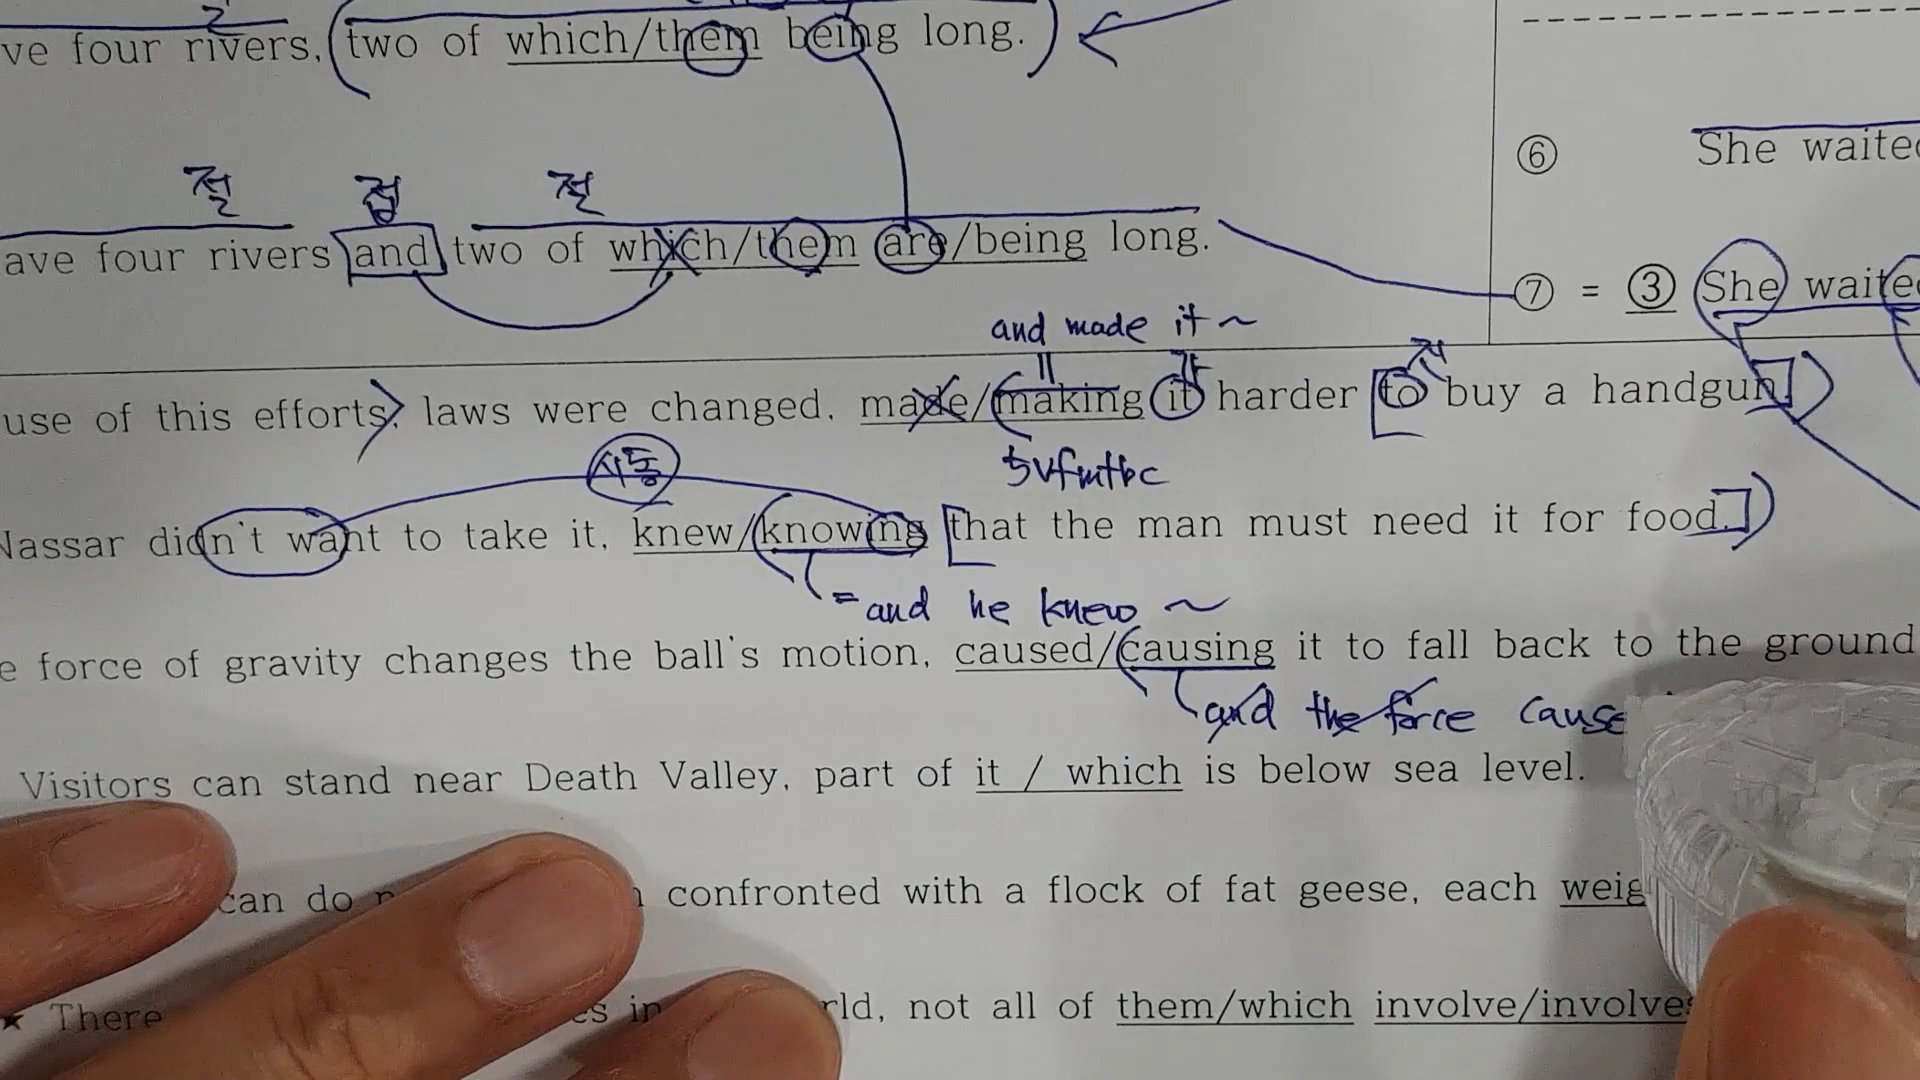 ve four rivers, two of which/them being long.
⑥ She waited
절 접 절
ave four rivers and two of which/them are/being long.
⑦ = ③ She waited
and made it ~
use of this efforts, laws were changed, made/making it harder to buy a handgun.
시동 5vfmtbc
Nassar didn't want to take it, knew/knowing that the man must need it for food.
= and he knew ~
e force of gravity changes the ball's motion, caused/causing it to fall back to the ground
and the force cause
Visitors can stand near Death Valley, part of it / which is below sea level.
can do confronted with a flock of fat geese, each weig
★ There es in rld, not all of them/which involve/involves